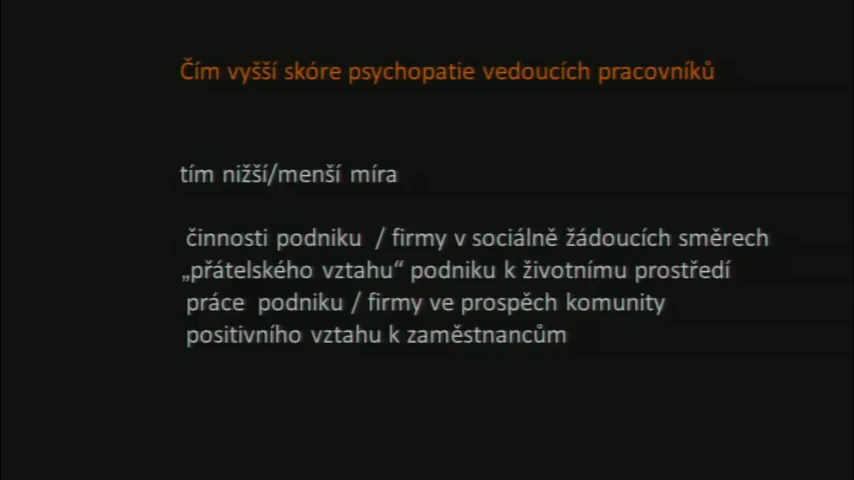 Čím vyšší skóre psychopatie vedoucích pracovníků
tím nižší/menší míra
činnosti podniku / firmy v sociálně žádoucích směrech
„přátelského vztahu“ podniku k životnímu prostředí
práce podniku / firmy ve prospěch komunity
positivního vztahu k zaměstnancům